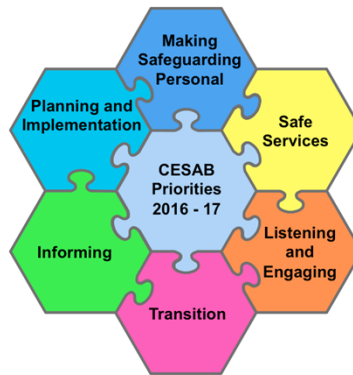 Making
Safeguarding
Personal
Planning and
Implementation
Safe
Services
CESAB
Priorities
2016 - 17
Informing
Listening
and
Engaging
Transition